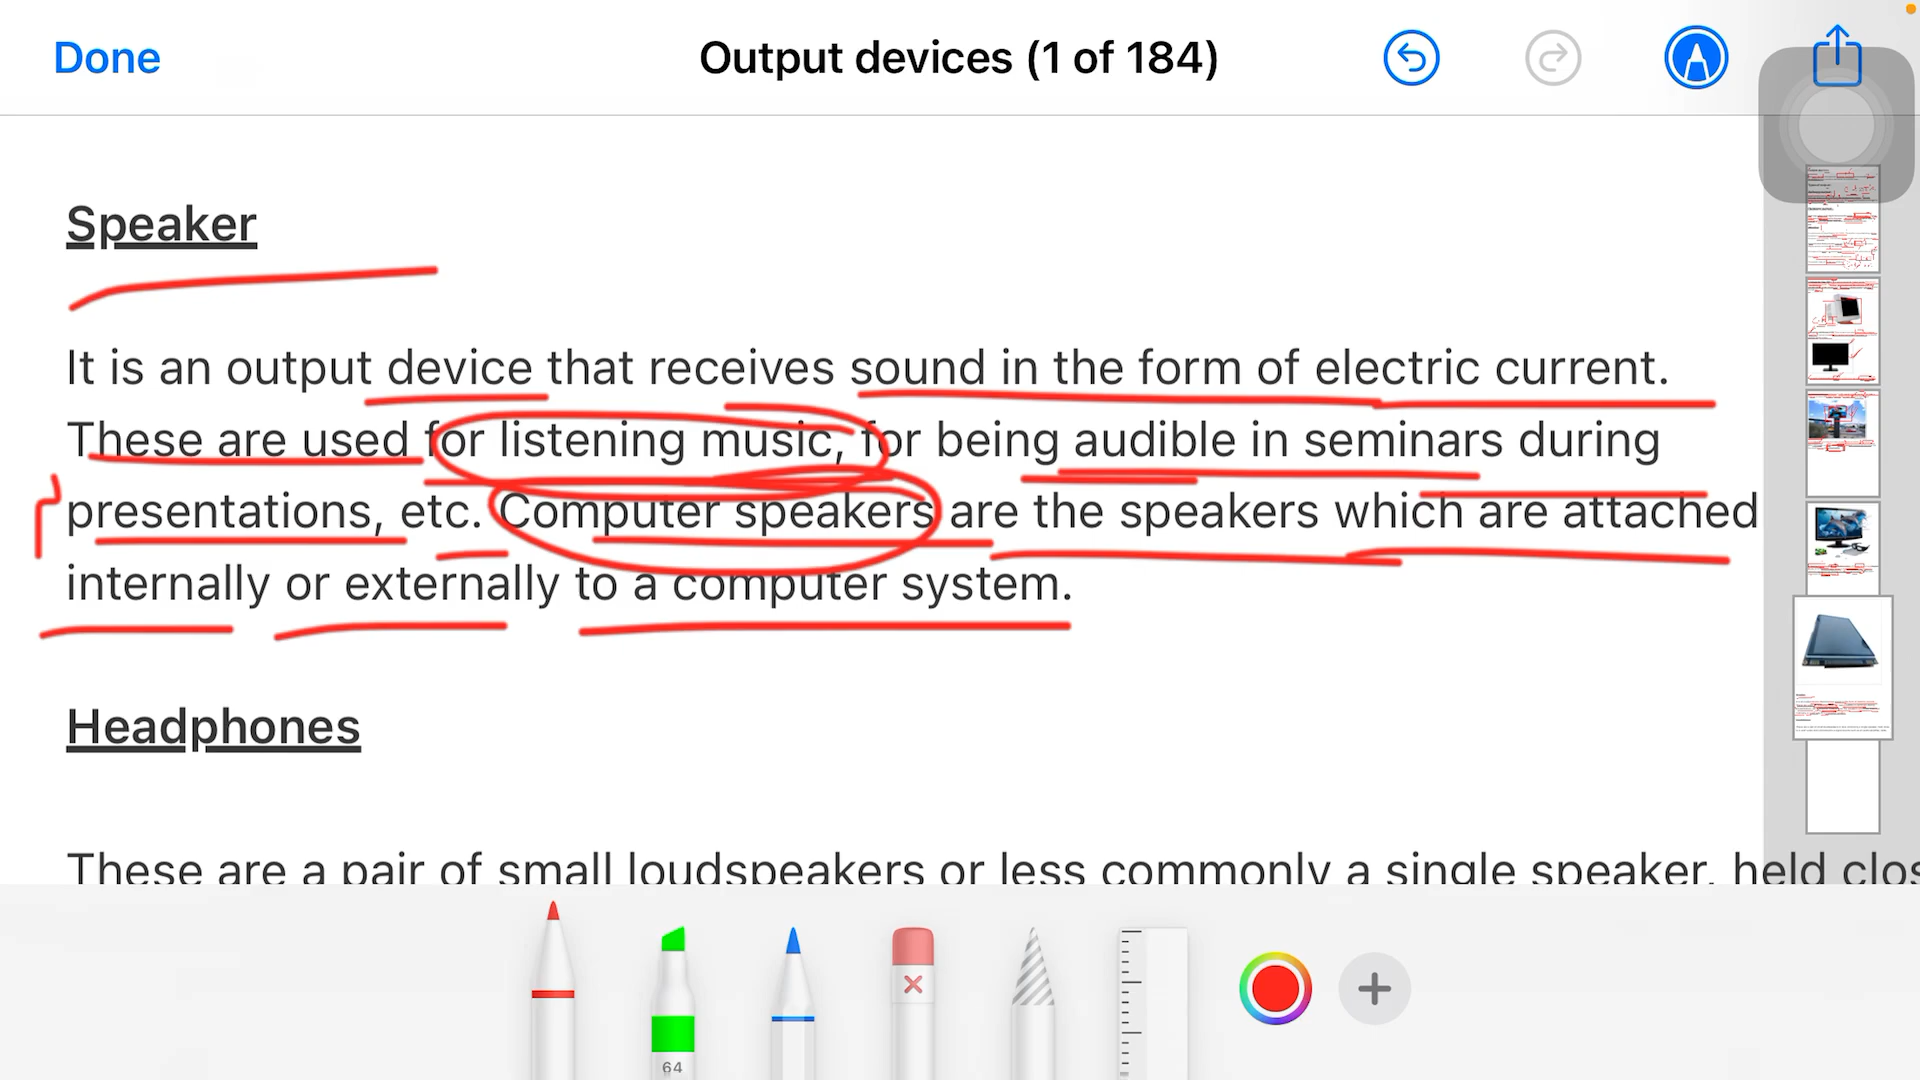 Done
Output devices (1 of 184)
Speaker
It is an output device that receives sound in the form of electric current.
These are used for listening music, for being audible in seminars during
presentations, etc. Computer speakers are the speakers which are attached
internally or externally to a computer system.
Headphones
These are a pair of small loudspeakers or less commonly a single speaker, held clos
64